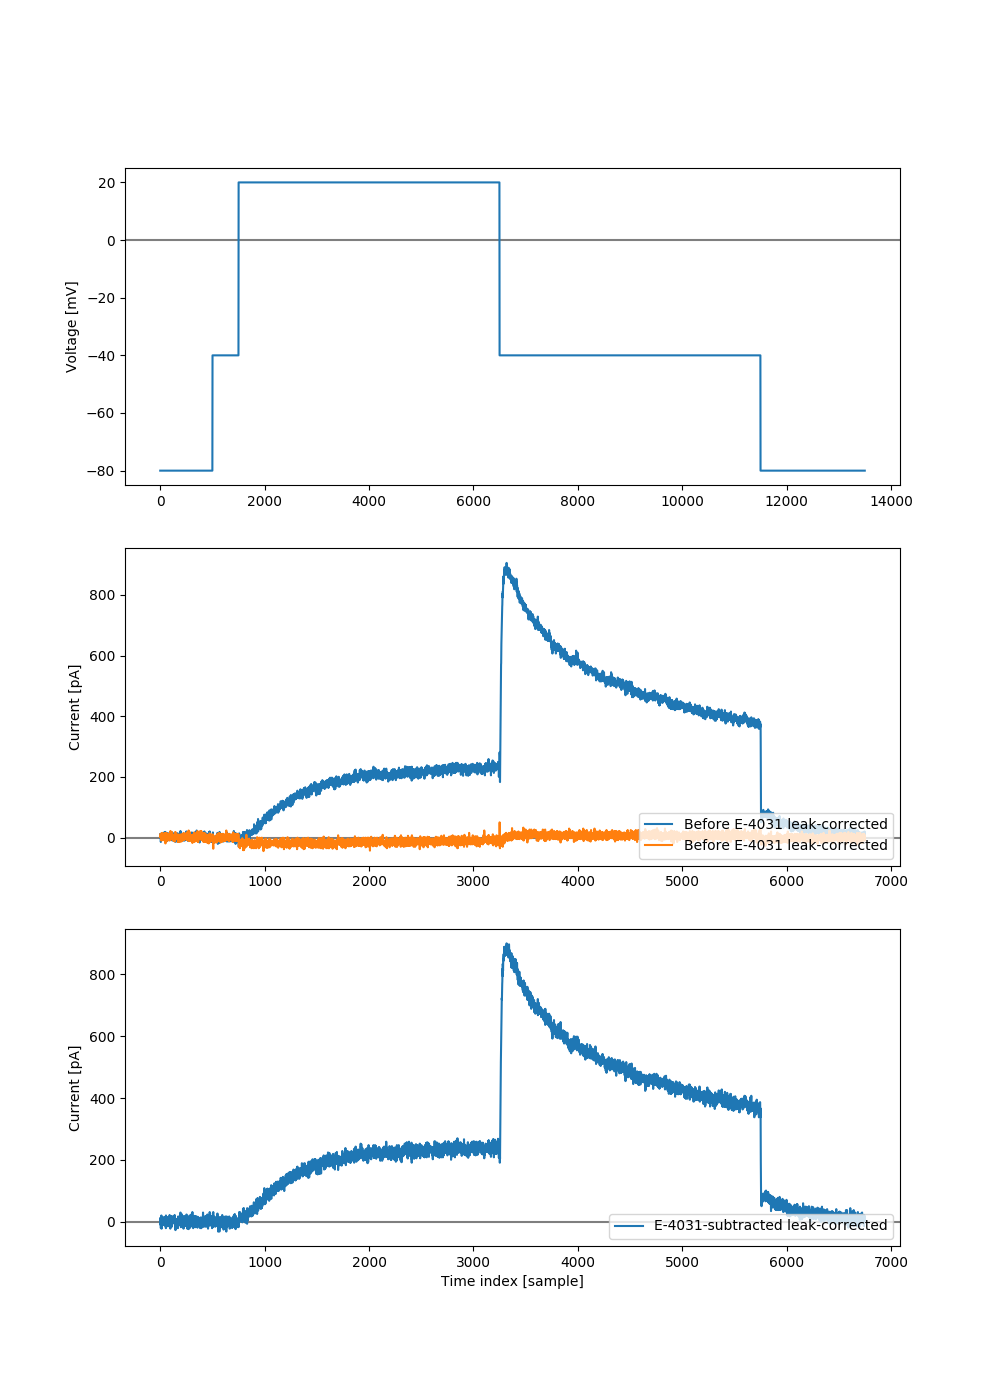 20
0
−20
−40
−60
−80
Voltage [mV]
0 2000 4000 6000 8000 10000 12000 14000
800
600
400
200
0
Current [pA]
Before E-4031 leak-corrected
Before E-4031 leak-corrected
0 1000 2000 3000 4000 5000 6000 7000
800
600
400
200
0
Current [pA]
E-4031-subtracted leak-corrected
0 1000 2000 3000 4000 5000 6000 7000
Time index [sample]